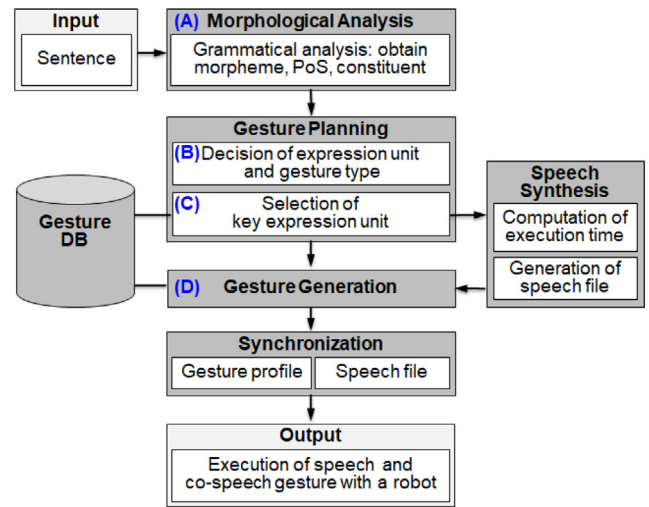 Input
Sentence
(A) Morphological Analysis
Grammatical analysis: obtain
morpheme, PoS, constituent
Gesture Planning
(B) Decision of expression unit
and gesture type
(C) Selection of
key expression unit
Gesture
DB
Speech
Synthesis
Computation of
execution time
Generation of
speech file
(D) Gesture Generation
Synchronization
Gesture profile
Speech file
Output
Execution of speech and
co-speech gesture with a robot